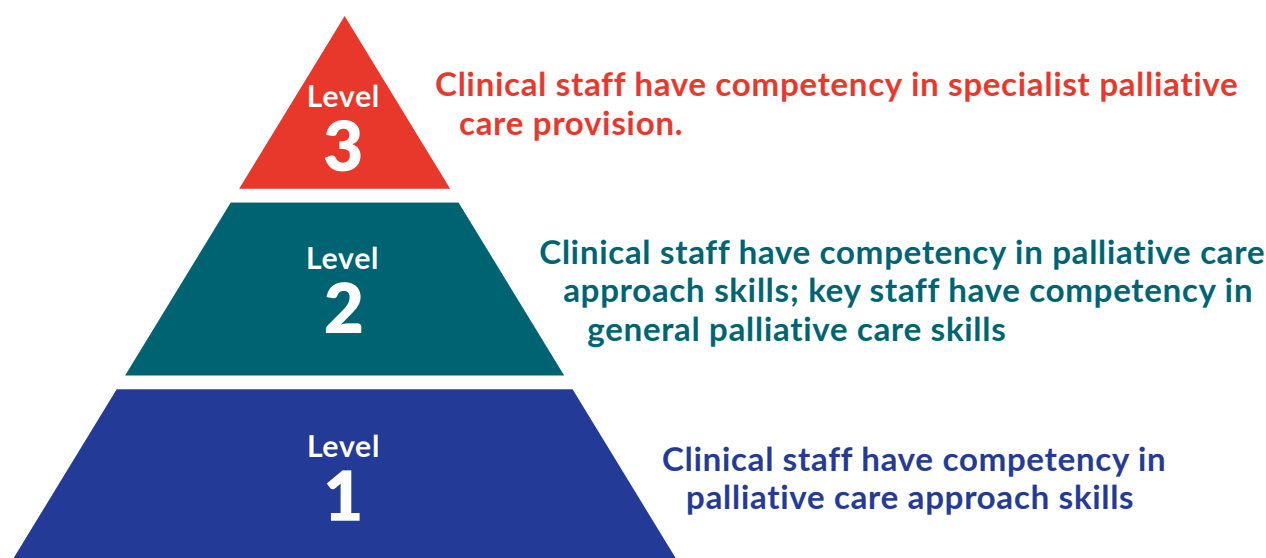 Level
3
Clinical staff have competency in specialist palliative
care provision.
Level
2
Clinical staff have competency in palliative care
approach skills; key staff have competency in
general palliative care skills
Level
1
Clinical staff have competency in
palliative care approach skills